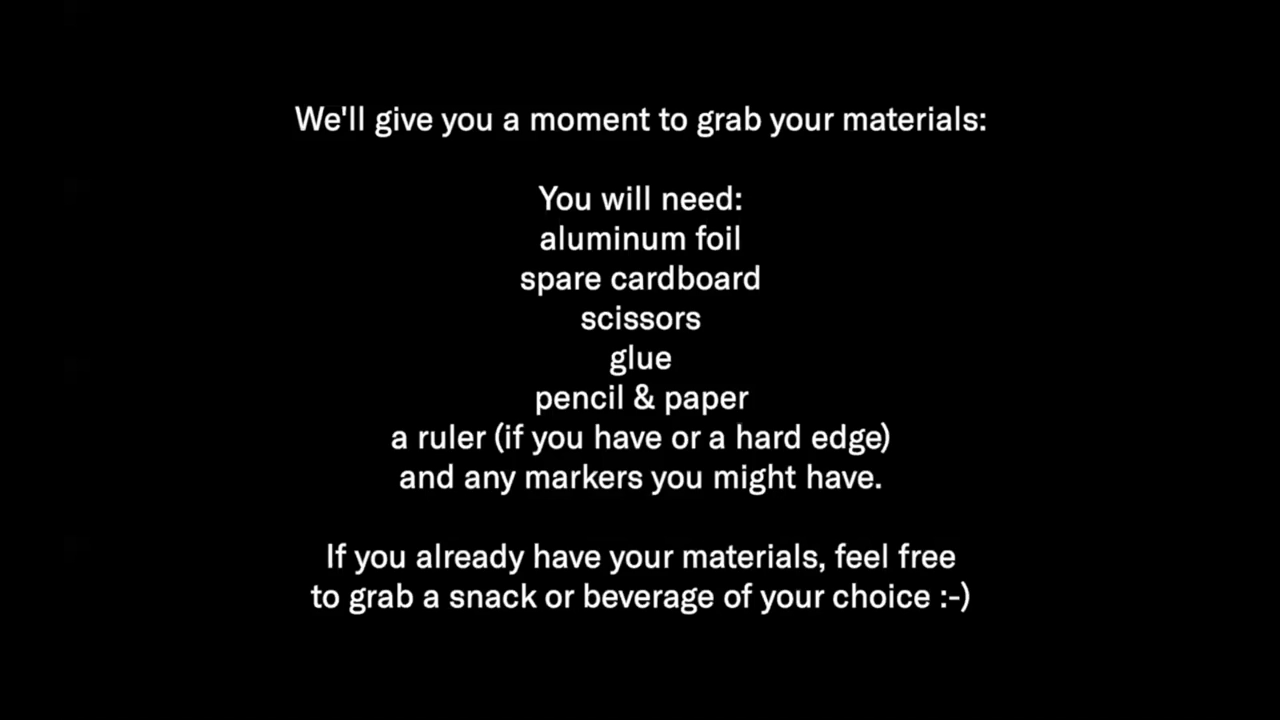 We'll give you a moment to grab your materials:
You will need:
aluminum foil
spare cardboard
scissors
glue
pencil & paper
a ruler (if you have or a hard edge)
and any markers you might have.
If you already have your materials, feel free
to grab a snack or beverage of your choice :-)